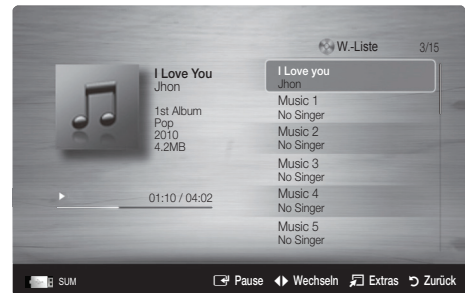 W.-Liste 3/15
I Love You
Jhon
1st Album
Pop
2010
4.2MB
01:10 / 04:02
I Love you
Jhon
Music 1
No Singer
Music 2
No Singer
Music 3
No Singer
Music 4
No Singer
Music 5
No Singer
SUM Pause Wechseln Extras Zurück